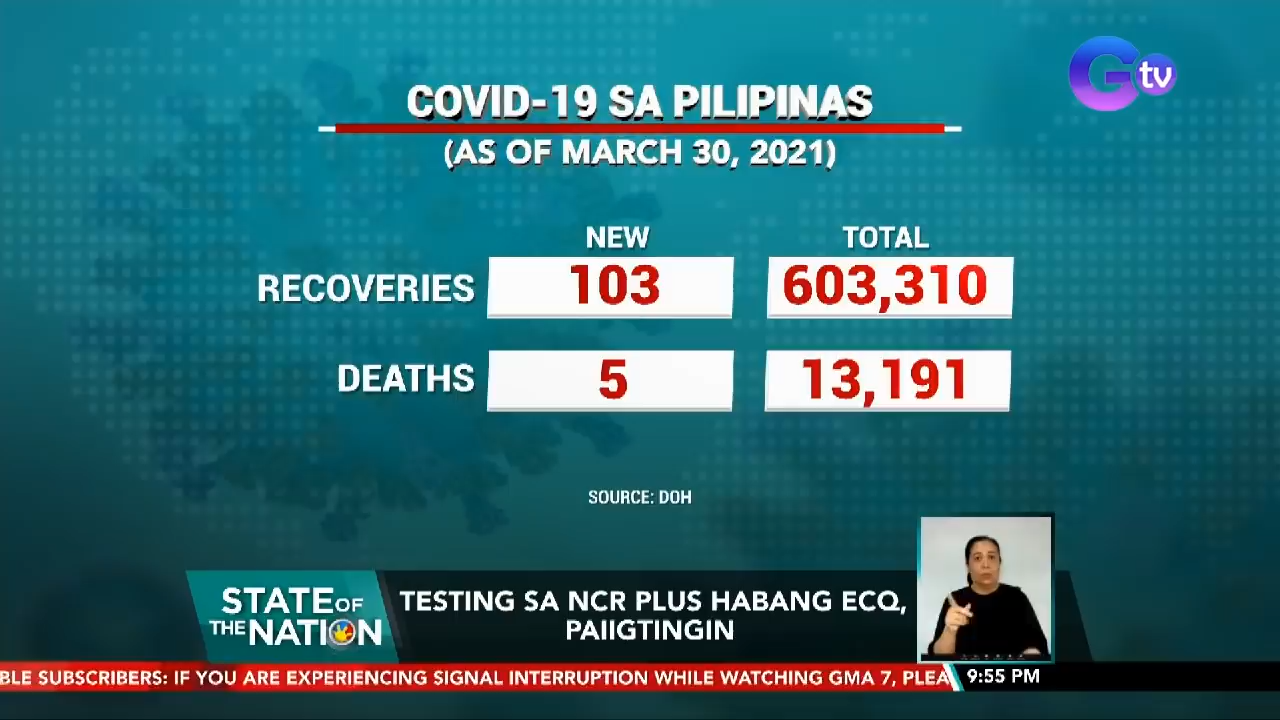 Gtv
COVID-19 SA PILIPINAS
(AS OF MARCH 30, 2021)
NEW TOTAL
RECOVERIES 103 603,310
DEATHS 5 13,191
SOURCE: DOH
STATE OF
THE NATION
TESTING SA NCR PLUS HABANG ECQ,
PAIIGTINGIN
BLE SUBSCRIBERS: IF YOU ARE EXPERIENCING SIGNAL INTERRUPTION WHILE WATCHING GMA 7, PLEA
9:55 PM